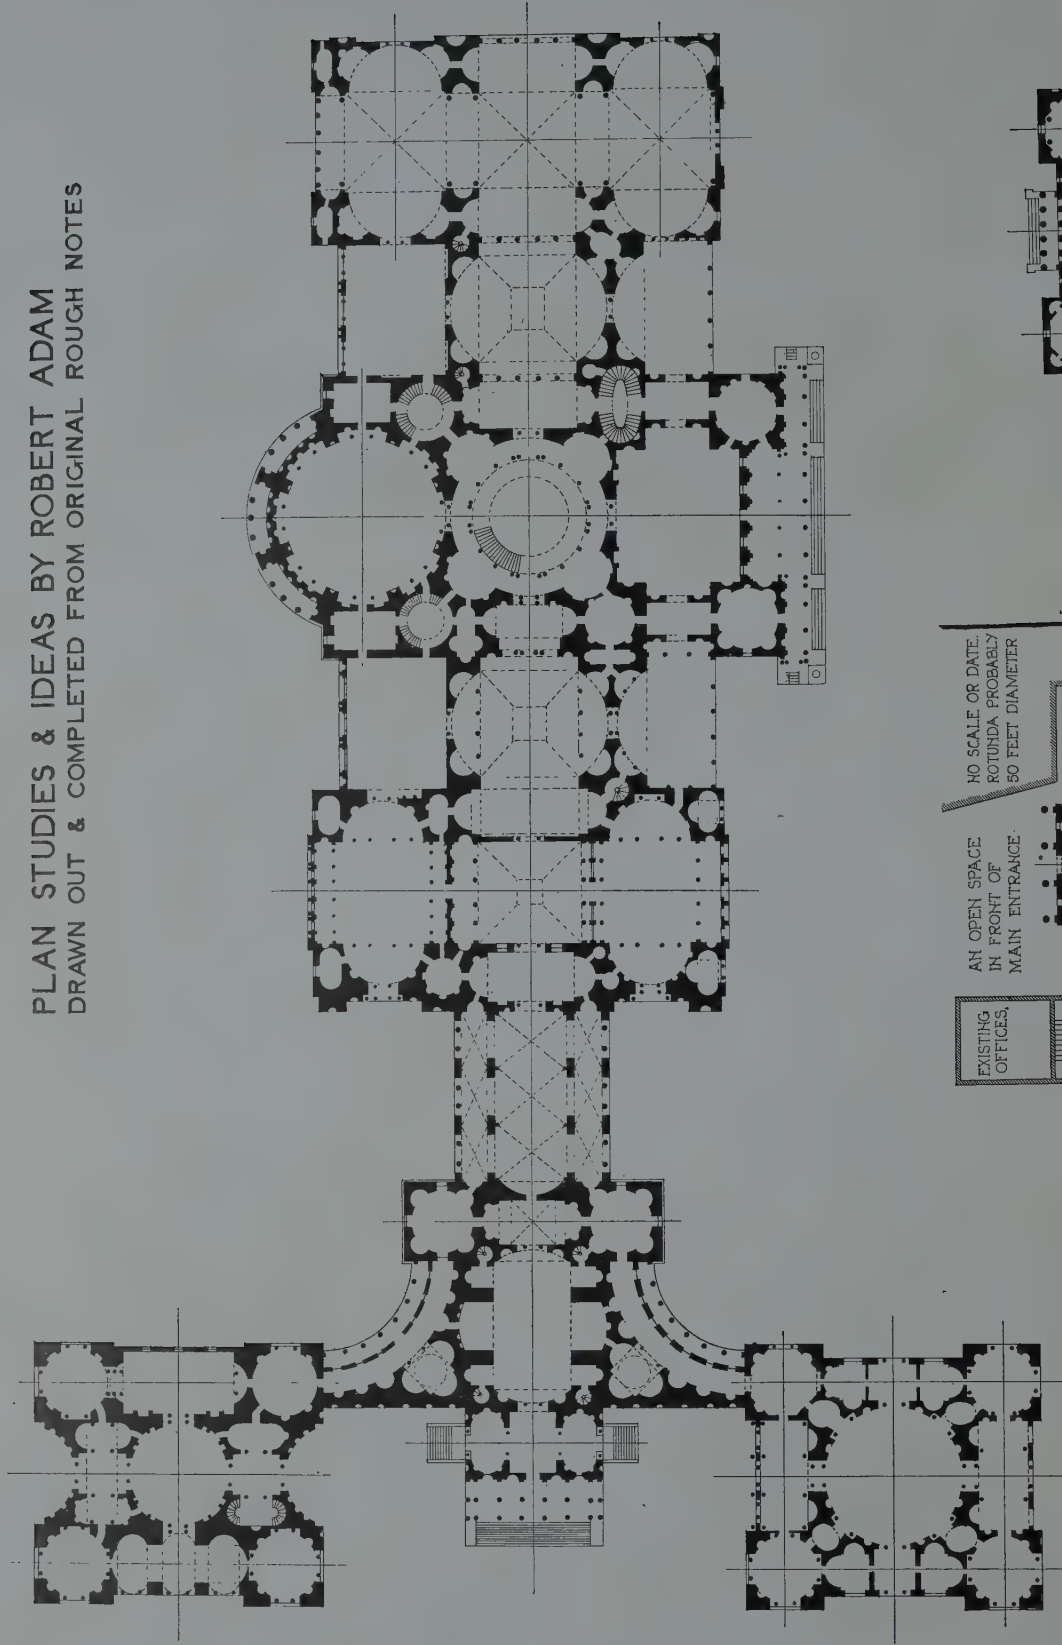 PLAN STUDIES & IDEAS BY ROBERT ADAM
DRAWN OUT & COMPLETED FROM ORIGINAL ROUGH NOTES
EXISTING
OFFICES,
AN OPEN SPACE
IN FRONT OF
MAIN ENTRANCE.
NO SCALE OR DATE.
ROTUNDA PROBABLY
50 FEET DIAMETER